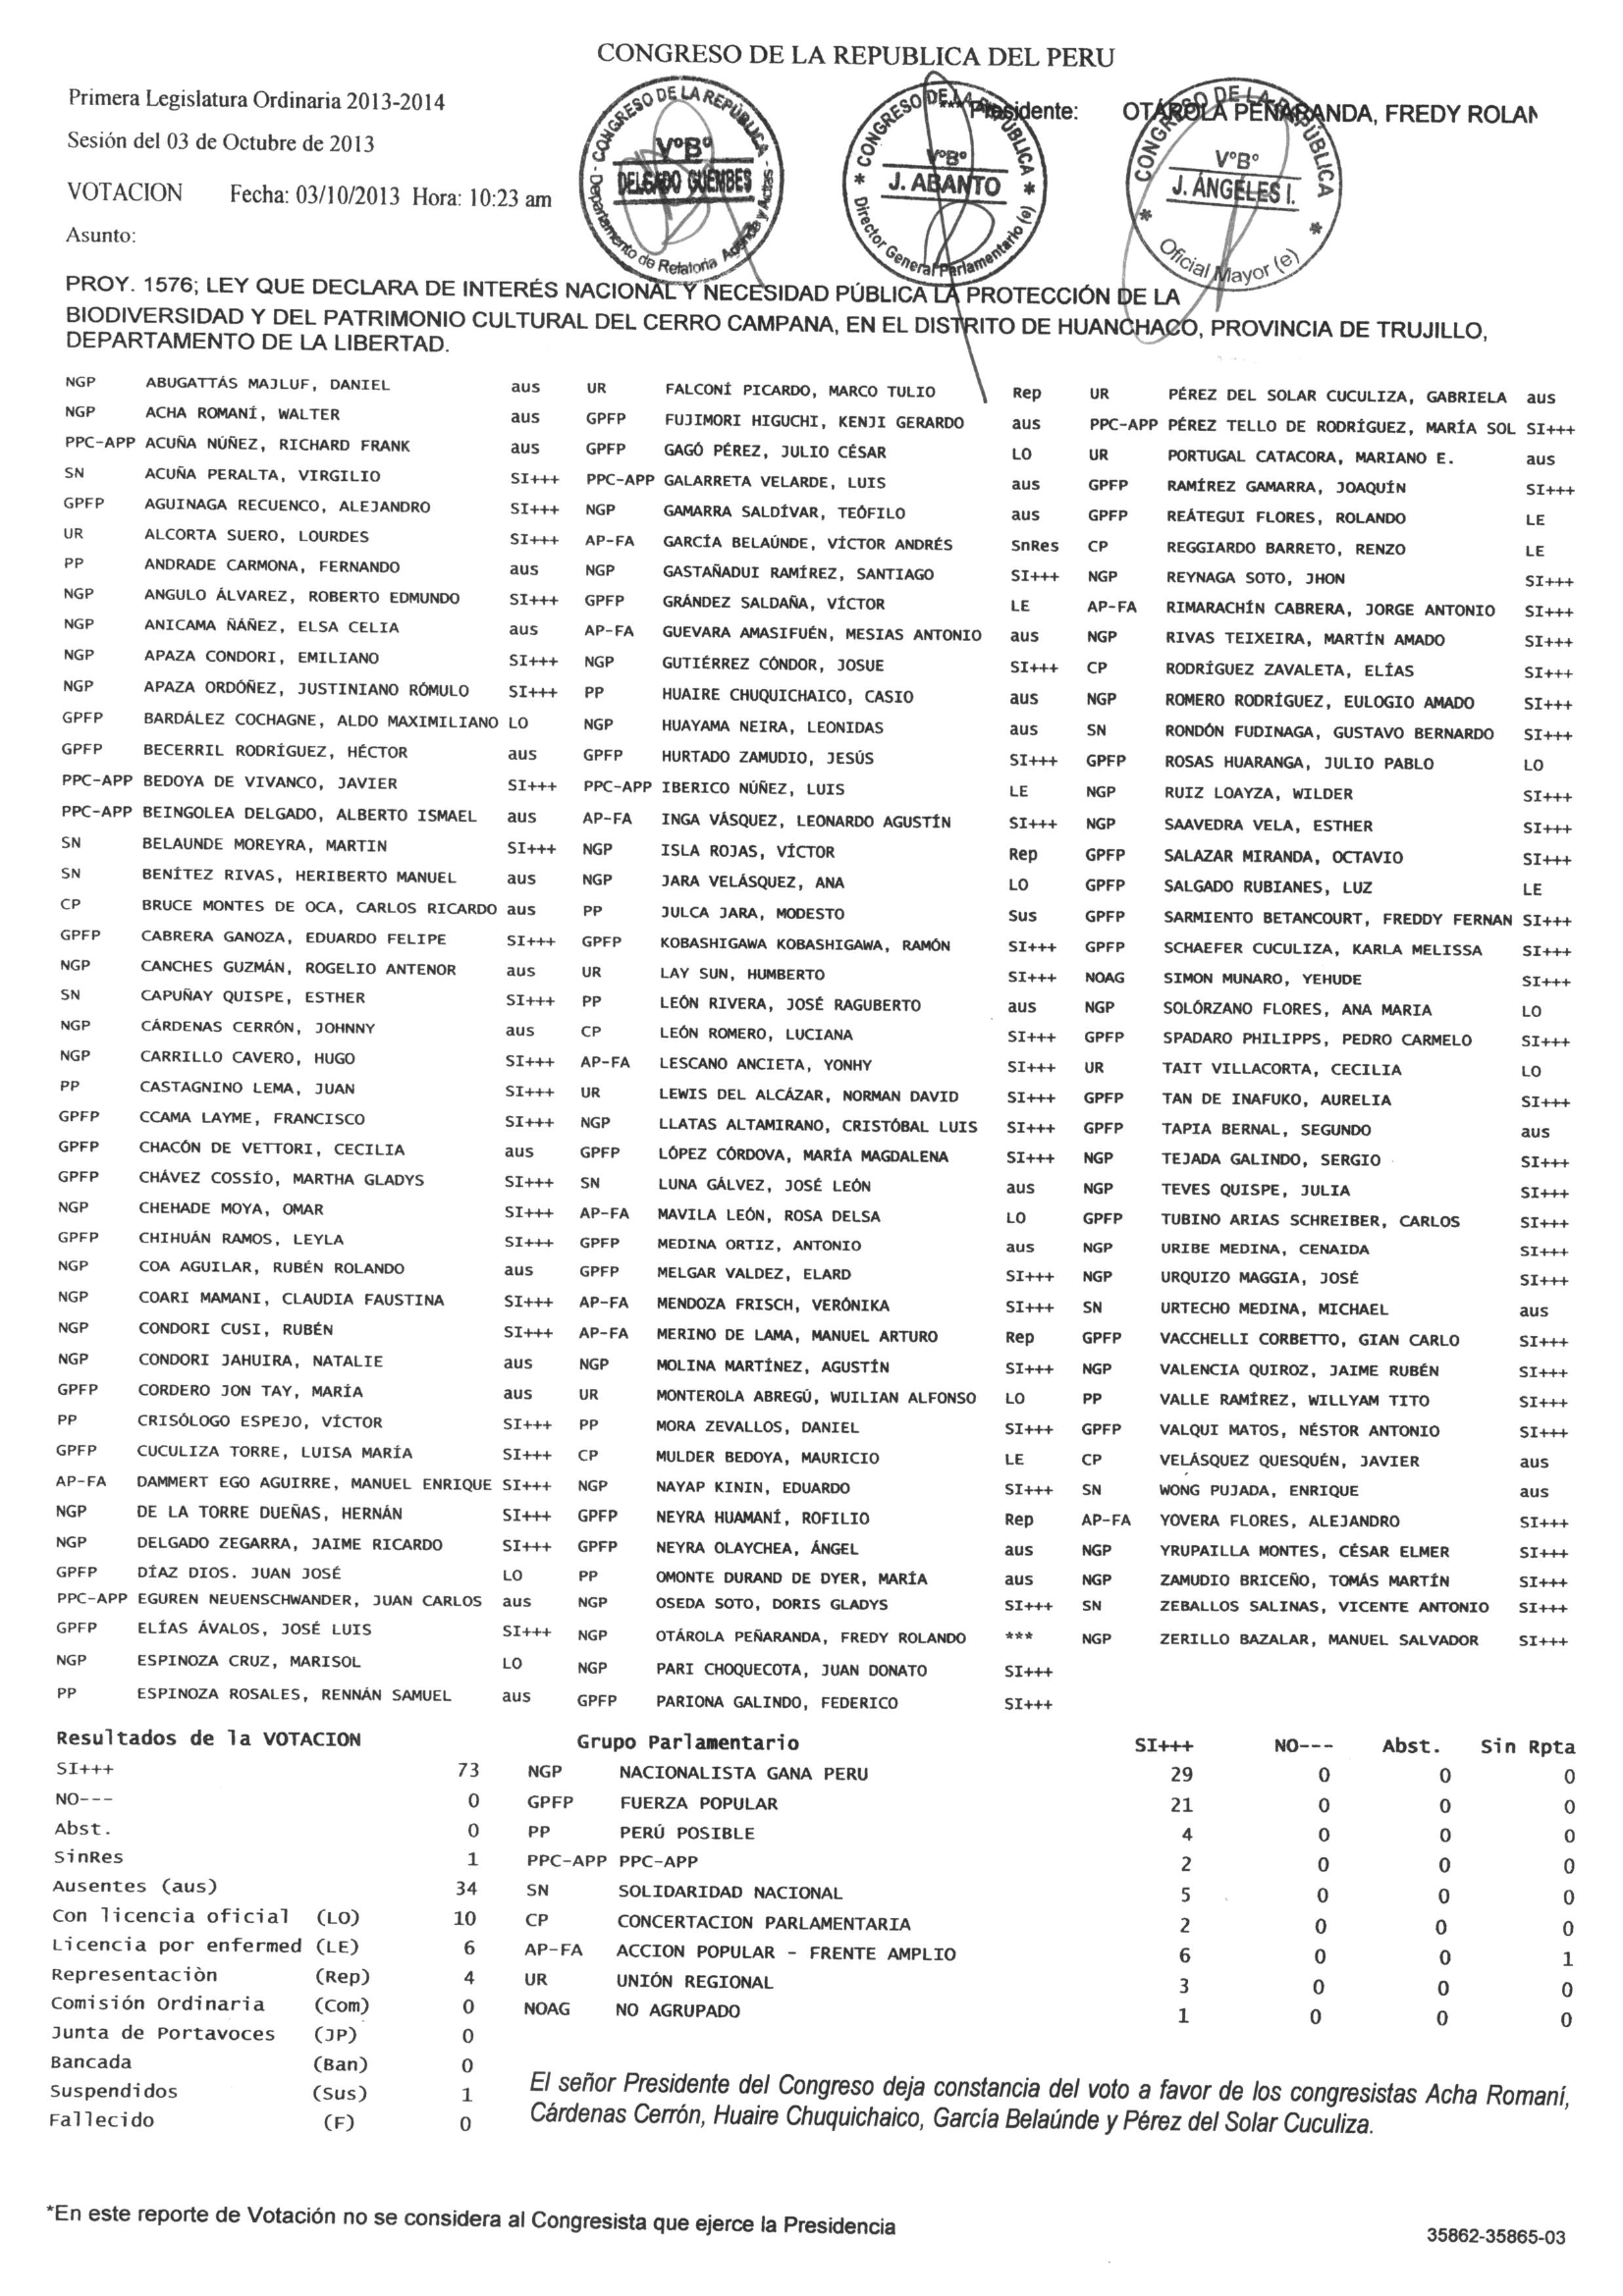 CONGRESO DE LA REPUBLICA DEL PERU
Primera Legislatura Ordinaria 2013-2014
*** Presidente: OTÁROLA PEÑARANDA, FREDY ROLAN
Sesión del 03 de Octubre de 2013
VOTACION Fecha: 03/10/2013 Hora: 10:23 am
Asunto:
CONGRESO DE LA REPÚBLICA
V°B°
DELGADO GUEMBES
Departamento de Relatoria Agenda y Actas
CONGRESO DE LA REPÚBLICA
V°B°
J. ABANTO
Director General Parlamentario (e)
CONGRESO DE LA REPÚBLICA
V°B°
J. ÁNGELES I.
Oficial Mayor (e)
PROY. 1576; LEY QUE DECLARA DE INTERÉS NACIONAL Y NECESIDAD PÚBLICA LA PROTECCIÓN DE LA
BIODIVERSIDAD Y DEL PATRIMONIO CULTURAL DEL CERRO CAMPANA, EN EL DISTRITO DE HUANCHACO, PROVINCIA DE TRUJILLO,
DEPARTAMENTO DE LA LIBERTAD.
NGP ABUGATTÁS MAJLUF, DANIEL aus UR FALCONÍ PICARDO, MARCO TULIO Rep UR PÉREZ DEL SOLAR CUCULIZA, GABRIELA aus
NGP ACHA ROMANÍ, WALTER aus GPFP FUJIMORI HIGUCHI, KENJI GERARDO aus PPC-APP PÉREZ TELLO DE RODRÍGUEZ, MARÍA SOL SI+++
PPC-APP ACUÑA NÚÑEZ, RICHARD FRANK aus GPFP GAGÓ PÉREZ, JULIO CÉSAR LO UR PORTUGAL CATACORA, MARIANO E. aus
SN ACUÑA PERALTA, VIRGILIO SI+++ PPC-APP GALARRETA VELARDE, LUIS aus GPFP RAMÍREZ GAMARRA, JOAQUÍN SI+++
GPFP AGUINAGA RECUENCO, ALEJANDRO SI+++ NGP GAMARRA SALDÍVAR, TEÓFILO aus GPFP REÁTEGUI FLORES, ROLANDO LE
UR ALCORTA SUERO, LOURDES SI+++ AP-FA GARCÍA BELAÚNDE, VÍCTOR ANDRÉS SnRes CP REGGIARDO BARRETO, RENZO LE
PP ANDRADE CARMONA, FERNANDO aus NGP GASTAÑADUI RAMÍREZ, SANTIAGO SI+++ NGP REYNAGA SOTO, JHON SI+++
NGP ANGULO ÁLVAREZ, ROBERTO EDMUNDO SI+++ GPFP GRÁNDEZ SALDAÑA, VÍCTOR LE AP-FA RIMARACHÍN CABRERA, JORGE ANTONIO SI+++
NGP ANICAMA ÑÁÑEZ, ELSA CELIA aus AP-FA GUEVARA AMASIFUÉN, MESIAS ANTONIO aus NGP RIVAS TEIXEIRA, MARTÍN AMADO SI+++
NGP APAZA CONDORI, EMILIANO SI+++ NGP GUTIÉRREZ CÓNDOR, JOSUE SI+++ CP RODRÍGUEZ ZAVALETA, ELÍAS SI+++
NGP APAZA ORDÓÑEZ, JUSTINIANO RÓMULO SI+++ PP HUAIRE CHUQUICHAICO, CASIO aus NGP ROMERO RODRÍGUEZ, EULOGIO AMADO SI+++
GPFP BARDÁLEZ COCHAGNE, ALDO MAXIMILIANO LO NGP HUAYAMA NEIRA, LEONIDAS aus SN RONDÓN FUDINAGA, GUSTAVO BERNARDO SI+++
GPFP BECERRIL RODRÍGUEZ, HÉCTOR aus GPFP HURTADO ZAMUDIO, JESÚS SI+++ GPFP ROSAS HUARANGA, JULIO PABLO LO
PPC-APP BEDOYA DE VIVANCO, JAVIER SI+++ PPC-APP IBERICO NÚÑEZ, LUIS LE NGP RUIZ LOAYZA, WILDER SI+++
PPC-APP BEINGOLEA DELGADO, ALBERTO ISMAEL aus AP-FA INGA VÁSQUEZ, LEONARDO AGUSTÍN SI+++ NGP SAAVEDRA VELA, ESTHER SI+++
SN BELAUNDE MOREYRA, MARTIN SI+++ NGP ISLA ROJAS, VÍCTOR Rep GPFP SALAZAR MIRANDA, OCTAVIO SI+++
SN BENÍTEZ RIVAS, HERIBERTO MANUEL aus NGP JARA VELÁSQUEZ, ANA LO GPFP SALGADO RUBIANES, LUZ LE
CP BRUCE MONTES DE OCA, CARLOS RICARDO aus PP JULCA JARA, MODESTO Sus GPFP SARMIENTO BETANCOURT, FREDDY FERNAN SI+++
GPFP CABRERA GANOZA, EDUARDO FELIPE SI+++ GPFP KOBASHIGAWA KOBASHIGAWA, RAMÓN SI+++ GPFP SCHAEFER CUCULIZA, KARLA MELISSA SI+++
NGP CANCHES GUZMÁN, ROGELIO ANTENOR aus UR LAY SUN, HUMBERTO SI+++ NOAG SIMON MUNARO, YEHUDE SI+++
SN CAPUÑAY QUISPE, ESTHER SI+++ PP LEÓN RIVERA, JOSÉ RAGUBERTO aus NGP SOLÓRZANO FLORES, ANA MARIA LO
NGP CÁRDENAS CERRÓN, JOHNNY aus CP LEÓN ROMERO, LUCIANA SI+++ GPFP SPADARO PHILIPPS, PEDRO CARMELO SI+++
NGP CARRILLO CAVERO, HUGO SI+++ AP-FA LESCANO ANCIETA, YONHY SI+++ UR TAIT VILLACORTA, CECILIA LO
PP CASTAGNINO LEMA, JUAN SI+++ UR LEWIS DEL ALCÁZAR, NORMAN DAVID SI+++ GPFP TAN DE INAFUKO, AURELIA SI+++
GPFP CCAMA LAYME, FRANCISCO SI+++ NGP LLATAS ALTAMIRANO, CRISTÓBAL LUIS SI+++ GPFP TAPIA BERNAL, SEGUNDO aus
GPFP CHACÓN DE VETTORI, CECILIA aus GPFP LÓPEZ CÓRDOVA, MARÍA MAGDALENA SI+++ NGP TEJADA GALINDO, SERGIO SI+++
GPFP CHÁVEZ COSSÍO, MARTHA GLADYS SI+++ SN LUNA GÁLVEZ, JOSÉ LEÓN aus NGP TEVES QUISPE, JULIA SI+++
NGP CHEHADE MOYA, OMAR SI+++ AP-FA MAVILA LEÓN, ROSA DELSA LO GPFP TUBINO ARIAS SCHREIBER, CARLOS SI+++
GPFP CHIHUÁN RAMOS, LEYLA SI+++ GPFP MEDINA ORTIZ, ANTONIO aus NGP URIBE MEDINA, CENAIDA SI+++
NGP COA AGUILAR, RUBÉN ROLANDO aus GPFP MELGAR VALDEZ, ELARD SI+++ NGP URQUIZO MAGGIA, JOSÉ SI+++
NGP COARI MAMANI, CLAUDIA FAUSTINA SI+++ AP-FA MENDOZA FRISCH, VERÓNIKA SI+++ SN URTECHO MEDINA, MICHAEL aus
NGP CONDORI CUSI, RUBÉN SI+++ AP-FA MERINO DE LAMA, MANUEL ARTURO Rep GPFP VACCHELLI CORBETTO, GIAN CARLO SI+++
NGP CONDORI JAHUIRA, NATALIE aus NGP MOLINA MARTÍNEZ, AGUSTÍN SI+++ NGP VALENCIA QUIROZ, JAIME RUBÉN SI+++
GPFP CORDERO JON TAY, MARÍA aus UR MONTEROLA ABREGÚ, WUILIAN ALFONSO LO PP VALLE RAMÍREZ, WILLYAM TITO SI+++
PP CRISÓLOGO ESPEJO, VÍCTOR SI+++ PP MORA ZEVALLOS, DANIEL SI+++ GPFP VALQUI MATOS, NÉSTOR ANTONIO SI+++
GPFP CUCULIZA TORRE, LUISA MARÍA SI+++ CP MULDER BEDOYA, MAURICIO LE CP VELÁSQUEZ QUESQUÉN, JAVIER aus
AP-FA DAMMERT EGO AGUIRRE, MANUEL ENRIQUE SI+++ NGP NAYAP KININ, EDUARDO SI+++ SN WONG PUJADA, ENRIQUE aus
NGP DE LA TORRE DUEÑAS, HERNÁN SI+++ GPFP NEYRA HUAMANÍ, ROFILIO Rep AP-FA YOVERA FLORES, ALEJANDRO SI+++
NGP DELGADO ZEGARRA, JAIME RICARDO SI+++ GPFP NEYRA OLAYCHEA, ÁNGEL aus NGP YRUPAILLA MONTES, CÉSAR ELMER SI+++
GPFP DÍAZ DIOS. JUAN JOSÉ LO PP OMONTE DURAND DE DYER, MARÍA aus NGP ZAMUDIO BRICEÑO, TOMÁS MARTÍN SI+++
PPC-APP EGUREN NEUENSCHWANDER, JUAN CARLOS aus NGP OSEDA SOTO, DORIS GLADYS SI+++ SN ZEBALLOS SALINAS, VICENTE ANTONIO SI+++
GPFP ELÍAS ÁVALOS, JOSÉ LUIS SI+++ NGP OTÁROLA PEÑARANDA, FREDY ROLANDO *** NGP ZERILLO BAZALAR, MANUEL SALVADOR SI+++
NGP ESPINOZA CRUZ, MARISOL LO NGP PARI CHOQUECOTA, JUAN DONATO SI+++
PP ESPINOZA ROSALES, RENNÁN SAMUEL aus GPFP PARIONA GALINDO, FEDERICO SI+++
Resultados de la VOTACION Grupo Parlamentario SI+++ NO--- Abst. Sin Rpta
SI+++ 73 NGP NACIONALISTA GANA PERU 29 0 0 0
NO--- 0 GPFP FUERZA POPULAR 21 0 0 0
Abst. 0 PP PERÚ POSIBLE 4 0 0 0
SinRes 1 PPC-APP PPC-APP 2 0 0 0
Ausentes (aus) 34 SN SOLIDARIDAD NACIONAL 5 0 0 0
Con licencia oficial (LO) 10 CP CONCERTACION PARLAMENTARIA 2 0 0 0
Licencia por enfermed (LE) 6 AP-FA ACCION POPULAR - FRENTE AMPLIO 6 0 0 1
Representaciòn (Rep) 4 UR UNIÓN REGIONAL 3 0 0 0
Comisión Ordinaria (Com) 0 NOAG NO AGRUPADO 1 0 0 0
Junta de Portavoces (JP) 0
Bancada (Ban) 0
Suspendidos (Sus) 1
Fallecido (F) 0
El señor Presidente del Congreso deja constancia del voto a favor de los congresistas Acha Romaní,
Cárdenas Cerrón, Huaire Chuquichaico, García Belaúnde y Pérez del Solar Cuculiza.
*En este reporte de Votación no se considera al Congresista que ejerce la Presidencia
35862-35865-03